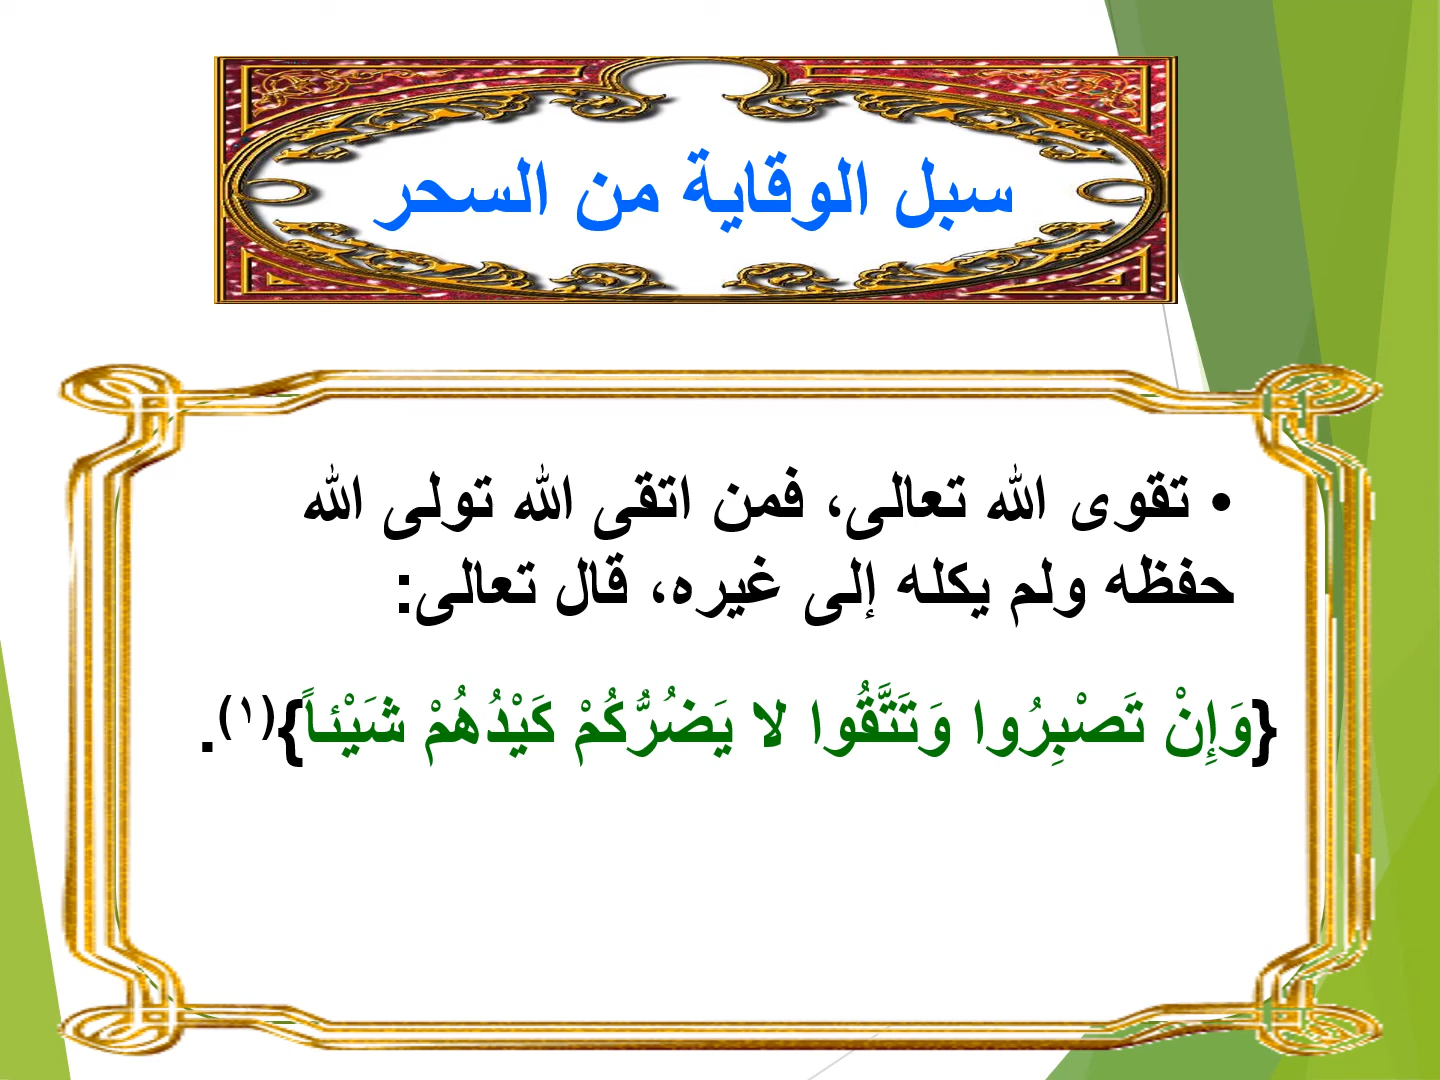 سبل الوقاية من السحر
• تقوى الله تعالى، فمن اتقى الله تولى الله
حفظه ولم يكله إلى غيره، قال تعالى:
{وَإِنْ تَصْبِرُوا وَتَتَّقُوا لا يَضُرُّكُمْ كَيْدُهُمْ شَيْئاً}(١).